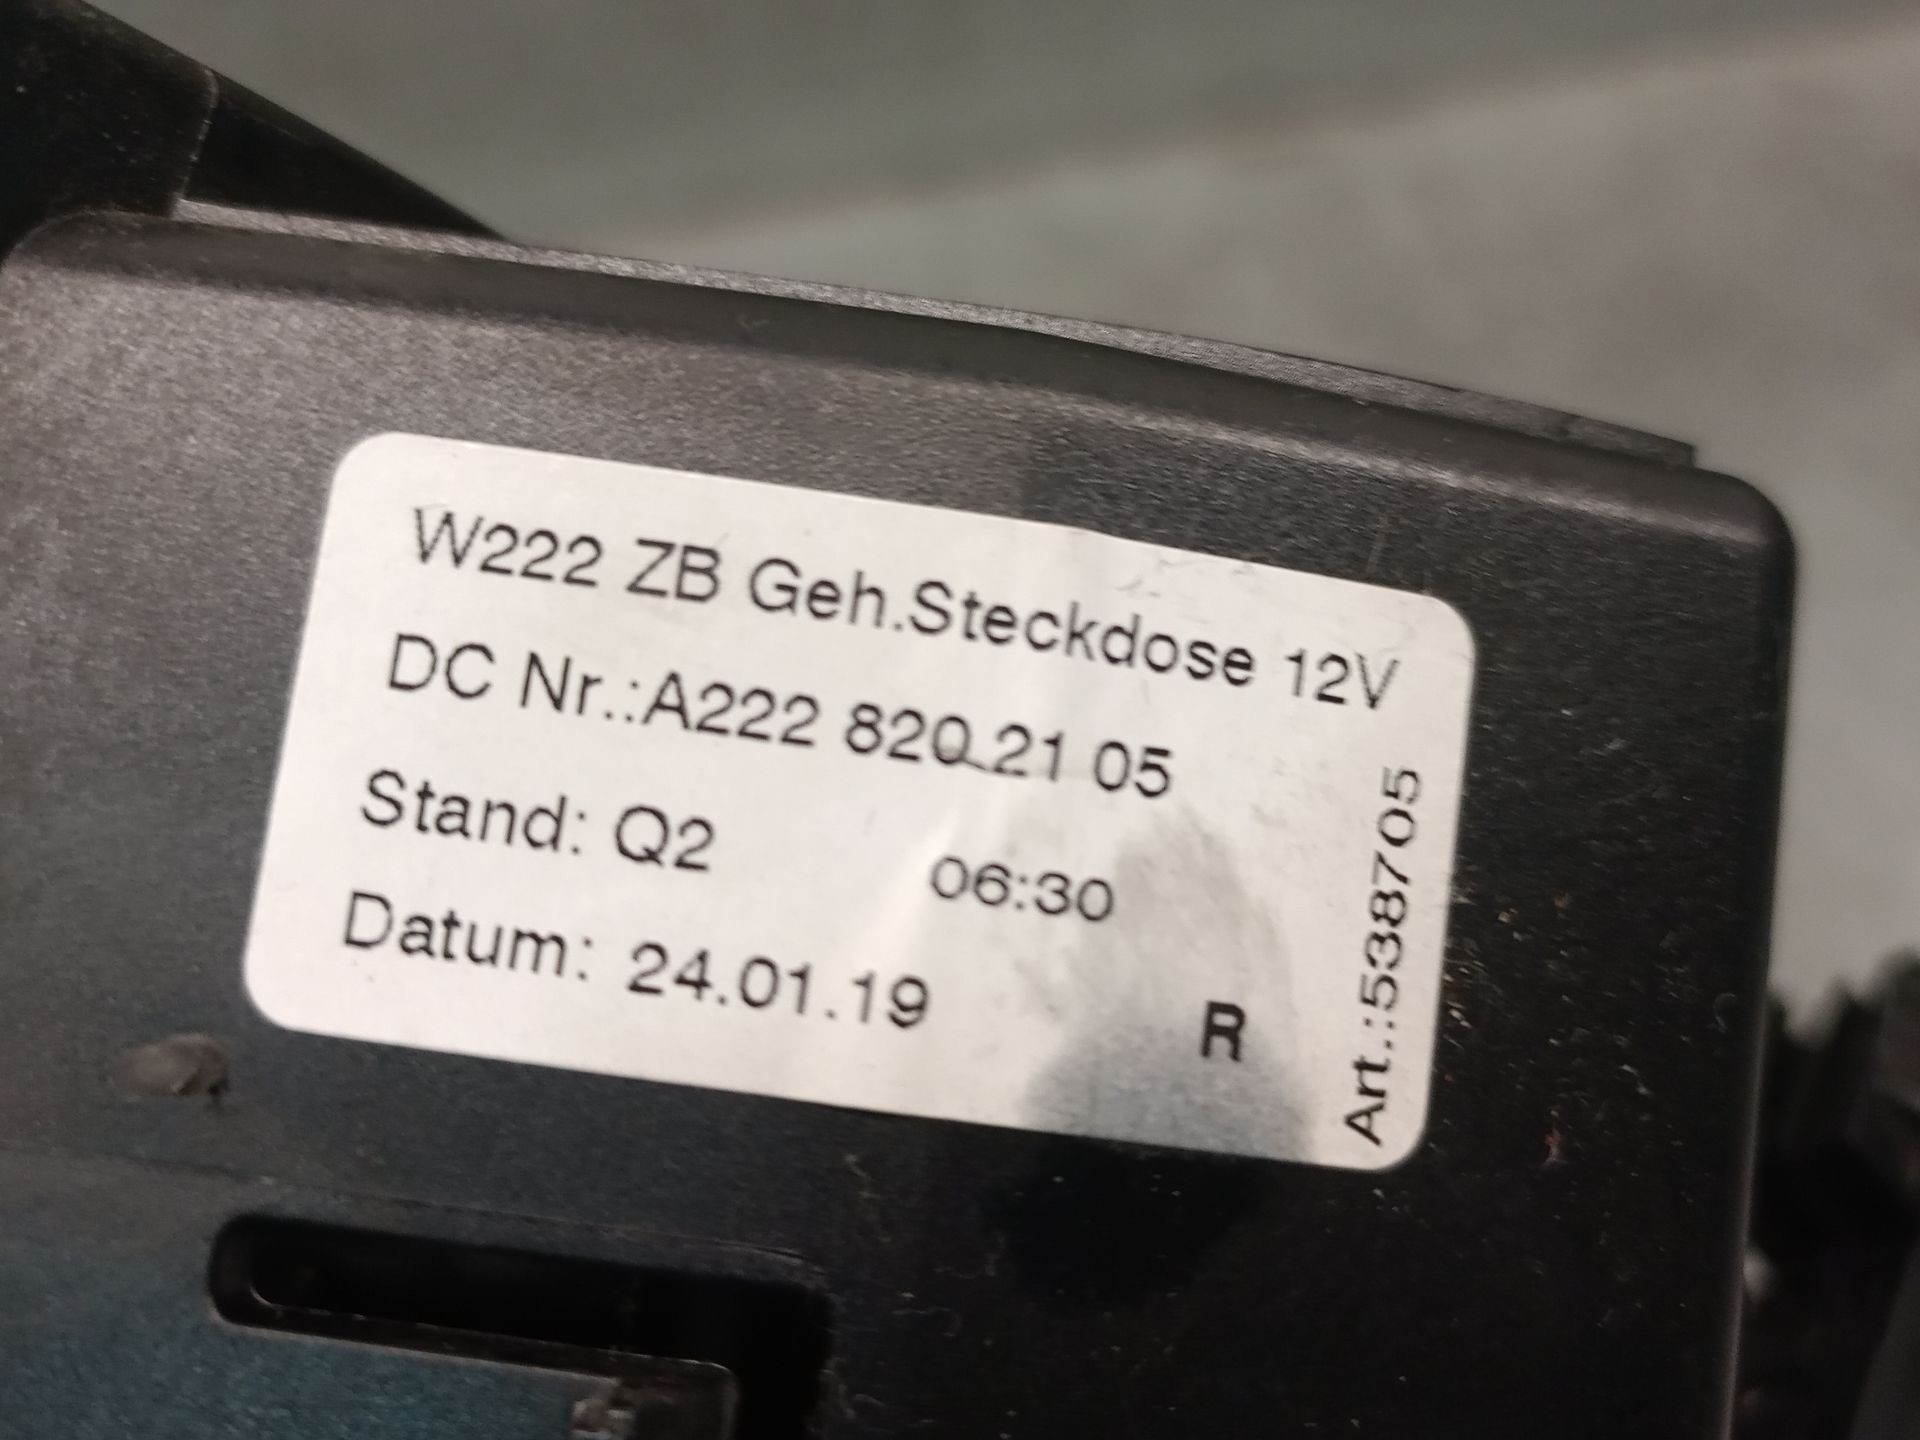 W222 ZB Geh.Steckdose 12V
DC Nr.:A222 820 21 05
Stand: Q2 06:30
Datum: 24.01.19 R
Art.:538705